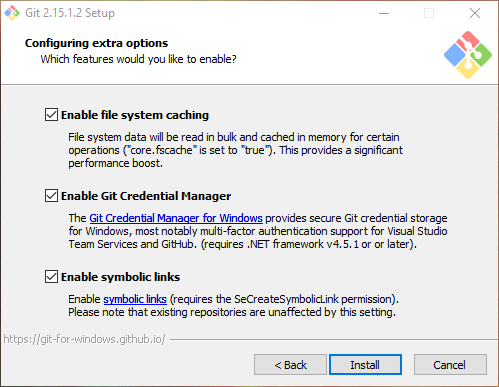 Git 2.15.1.2 Setup
Configuring extra options
Which features would you like to enable?
Enable file system caching
File system data will be read in bulk and cached in memory for certain
operations ("core.fscache" is set to "true"). This provides a significant
performance boost.
Enable Git Credential Manager
The Git Credential Manager for Windows provides secure Git credential storage
for Windows, most notably multi-factor authentication support for Visual Studio
Team Services and GitHub. (requires .NET framework v4.5.1 or or later).
Enable symbolic links
Enable symbolic links (requires the SeCreateSymbolicLink permission).
Please note that existing repositories are unaffected by this setting.
https://git-for-windows.github.io/
< Back
Install
Cancel